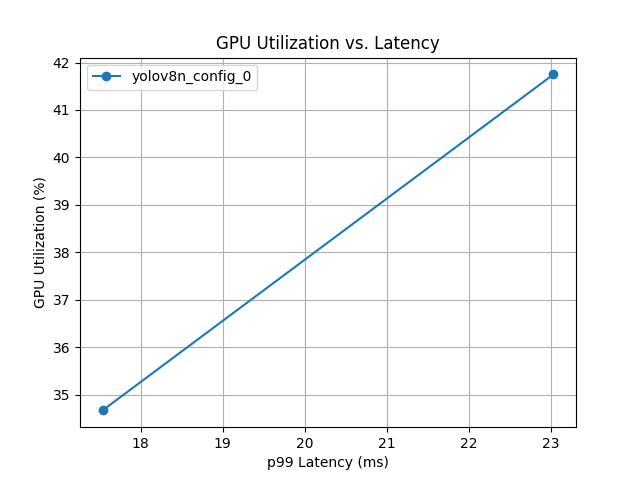 GPU Utilization vs. Latency
yolov8n_config_0
GPU Utilization (%)
42
41
40
39
38
37
36
35
18 19 20 21 22 23
p99 Latency (ms)